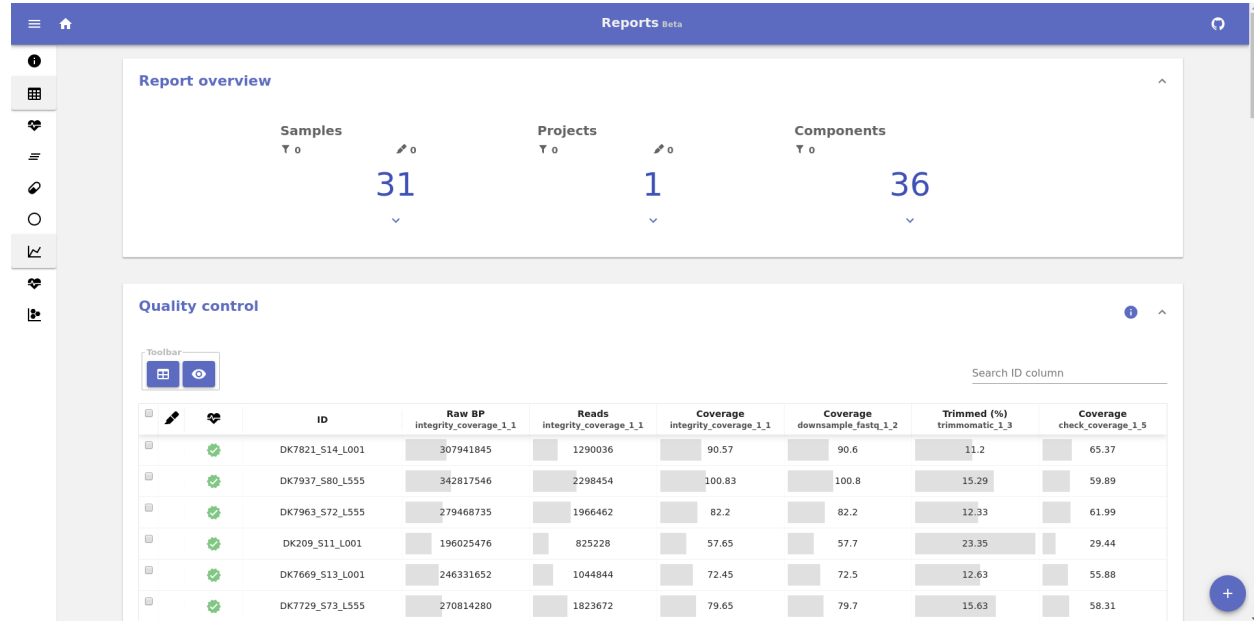 Reports Beta
Report overview
Samples Projects Components
0 0 0 0 0
31 1 36
Quality control
Toolbar
Search ID column
ID Raw BP Reads Coverage Coverage Trimmed (%) Coverage
integrity_coverage_1_1 integrity_coverage_1_1 integrity_coverage_1_1 downsample_fastq_1_2 trimmomatic_1_3 check_coverage_1_5
DK7821_S14_L001 307941845 1290036 90.57 90.6 11.2 65.37
DK7937_S80_L555 342817546 2298454 100.83 100.8 15.29 59.89
DK7963_S72_L555 279468735 1966462 82.2 82.2 12.33 61.99
DK209_S11_L001 196025476 825228 57.65 57.7 23.35 29.44
DK7669_S13_L001 246331652 1044844 72.45 72.5 12.63 55.88
DK7729_S73_L555 270814280 1823672 79.65 79.7 15.63 58.31